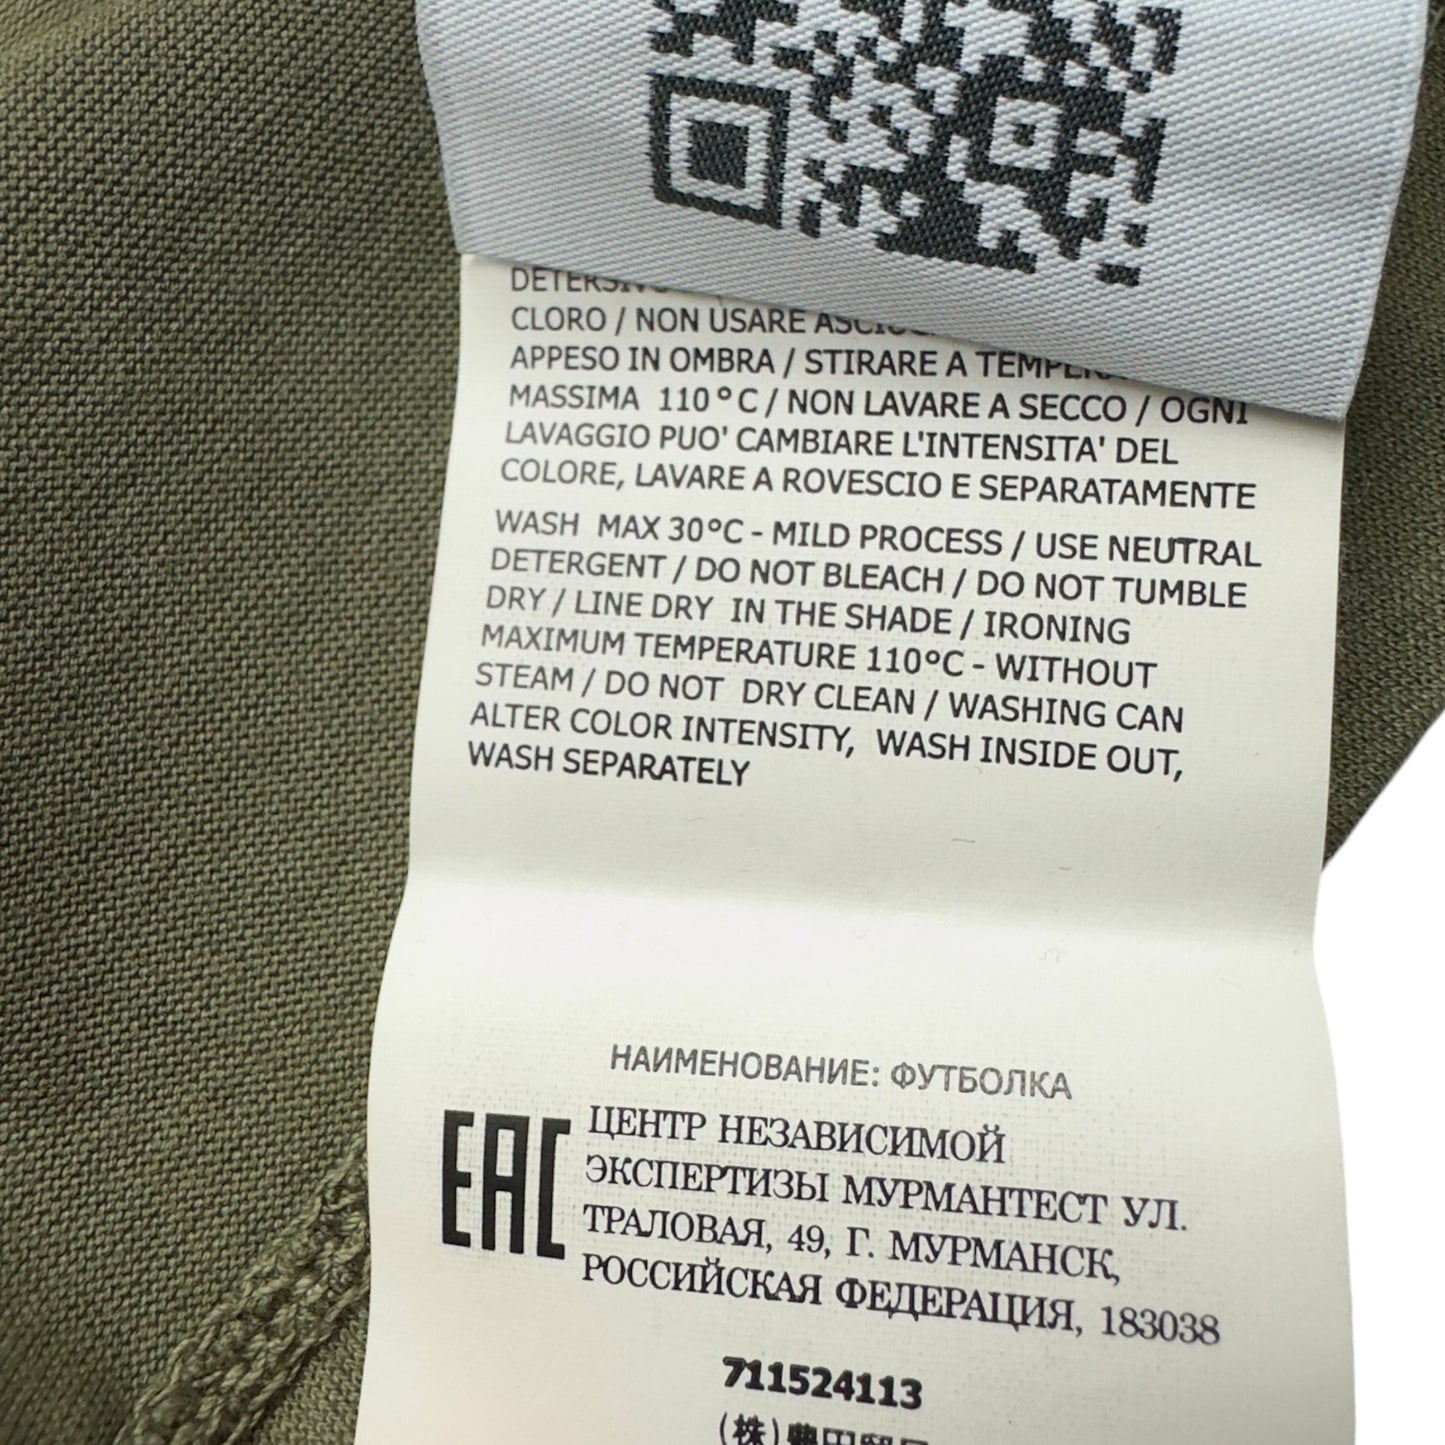 CLORO / NON USARE
APPESO IN OMBRA / STIRARE A
MASSIMA 110°C / NON LAVARE A SECCO / OGNI
LAVAGGIO PUO' CAMBIARE L'INTENSITA' DEL
COLORE, LAVARE A ROVESCIO E SEPARATAMENTE
WASH MAX 30°C - MILD PROCESS / USE NEUTRAL
DETERGENT / DO NOT BLEACH / DO NOT TUMBLE
DRY / LINE DRY IN THE SHADE / IRONING
MAXIMUM TEMPERATURE 110°C - WITHOUT
STEAM / DO NOT DRY CLEAN / WASHING CAN
ALTER COLOR INTENSITY, WASH INSIDE OUT,
WASH SEPARATELY
НАИМЕНОВАНИЕ: ФУТБОЛКА
EAC
ЦЕНТР НЕЗАВИСИМОЙ
ЭКСПЕРТИЗЫ МУРМАНТЕСТ УЛ.
ТРАЛОВАЯ, 49, Г. МУРМАНСК,
РОССИЙСКАЯ ФЕДЕРАЦИЯ, 183038
711524113
(株)